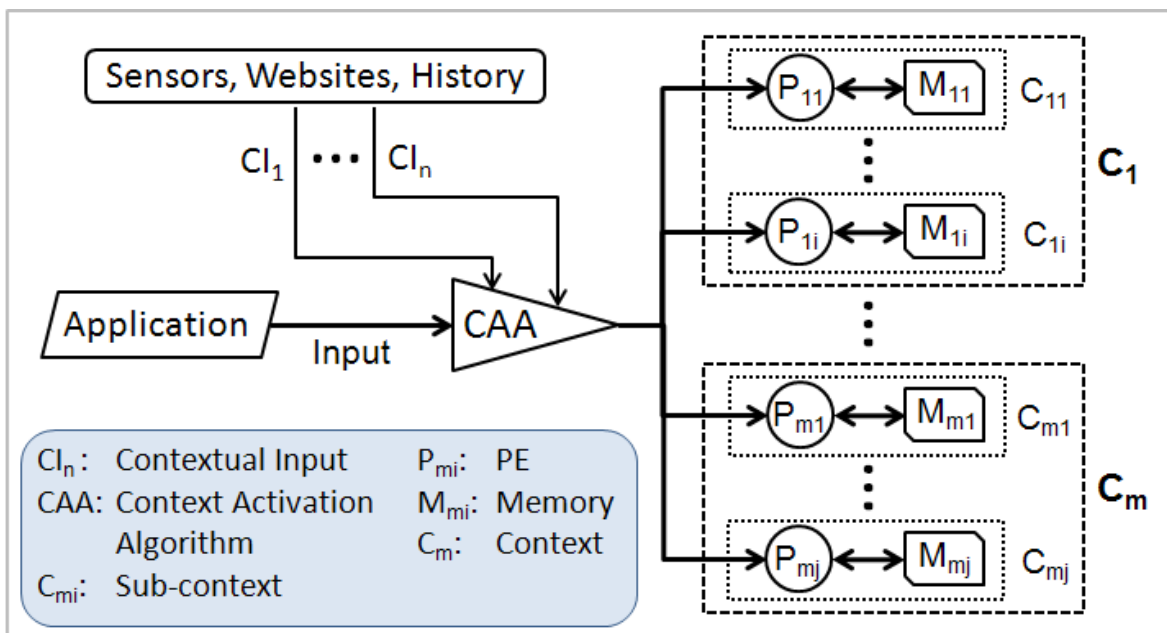 Sensors, Websites, History
CI₁ ... CIₙ
Application
Input
CAA
P₁₁ M₁₁ C₁₁
P₁ᵢ M₁ᵢ C₁ᵢ
C₁
Pₘ₁ Mₘ₁ Cₘ₁
Pₘⱼ Mₘⱼ Cₘⱼ
Cₘ
CIₙ: Contextual Input
CAA: Context Activation
Algorithm
Cₘᵢ: Sub-context
Pₘᵢ: PE
Mₘᵢ: Memory
Cₘ: Context